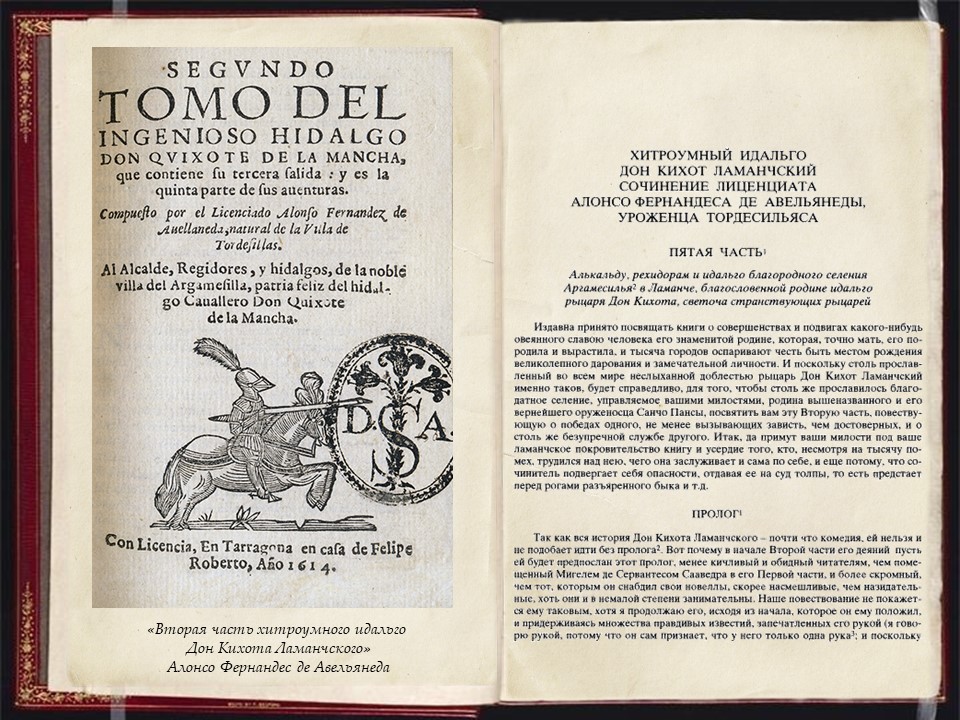 SEGVNDO
TOMO DEL
INGENIOSO HIDALGO
DON QVIXOTE DE LA MANCHA,
que contiene ſu tercera ſalida : y es la
quinta parte de ſus auenturas.
Compueſto por el Licenciado Alonſo Fernandez de
Auellaneda, natural de la Villa de
Tordeſillas.
Al Alcalde, Regidores, y hidalgos, de la noble
villa del Argameſilla, patria feliz del hidal-
go Cauallero Don Quixote
de la Mancha.
D. S A.
Con Licencia, En Tarragona en caſa de Felipe
Roberto, Año 1614.
«Вторая часть хитроумного идальго
Дон Кихота Ламанчского»
Алонсо Фернандес де Авельянеда
ХИТРОУМНЫЙ ИДАЛЬГО
ДОН КИХОТ ЛАМАНЧСКИЙ
СОЧИНЕНИЕ ЛИЦЕНЦИАТА
АЛОНСО ФЕРНАНДЕСА ДЕ АВЕЛЬЯНЕДЫ,
УРОЖЕНЦА ТОРДЕСИЛЬЯСА
ПЯТАЯ ЧАСТЬ¹
Алькальду, рехидорам и идальго благородного селения
Аргамесилья² в Ламанче, благословенной родине идальго
рыцаря Дон Кихота, светоча странствующих рыцарей
Издавна принято посвящать книги о совершенствах и подвигах какого-нибудь
овеянного славою человека его знаменитой родине, которая, точно мать, его по-
родила и вырастила, и тысяча городов оспаривают честь быть местом рождения
великолепного дарования и замечательной личности. И поскольку столь прослав-
ленный во всем мире неслыханной доблестью рыцарь Дон Кихот Ламанчский
именно таков, будет справедливо, для того, чтобы столь же прославилось благо-
датное селение, управляемое вашими милостями, родина вышеназванного и его
вернейшего оруженосца Санчо Пансы, посвятить вам эту Вторую часть, повеству-
ющую о победах одного, не менее вызывающих зависть, чем достоверных, и о
столь же безупречной службе другого. Итак, да примут ваши милости под ваше
ламанчское покровительство книгу и усердие того, кто, несмотря на тысячу по-
мех, трудился над нею, чего она заслуживает и сама по себе, и еще потому, что со-
чинитель подвергает себя опасности, отдавая ее на суд толпы, то есть предстает
перед рогами разъяренного быка и т.д.
ПРОЛОГ¹
Так как вся история Дон Кихота Ламанчского – почти что комедия, ей нельзя и
не подобает идти без пролога². Вот почему в начале Второй части его деяний пусть
ей будет предпослан этот пролог, менее кичливый и обидный читателям, чем поме-
щенный Мигелем де Сервантесом Сааведра в его Первой части, и более скромный,
чем тот, которым он снабдил свои новеллы, скорее насмешливые, чем назидатель-
ные, хоть они и в немалой степени занимательны. Наше повествование не покажет-
ся ему таковым, хотя я продолжаю его, исходя из начала, которое он ему положил,
и придерживаясь множества правдивых известий, запечатленных его рукой (я гово-
рю рукой, потому что он сам признает, что у него только одна рука³; и поскольку